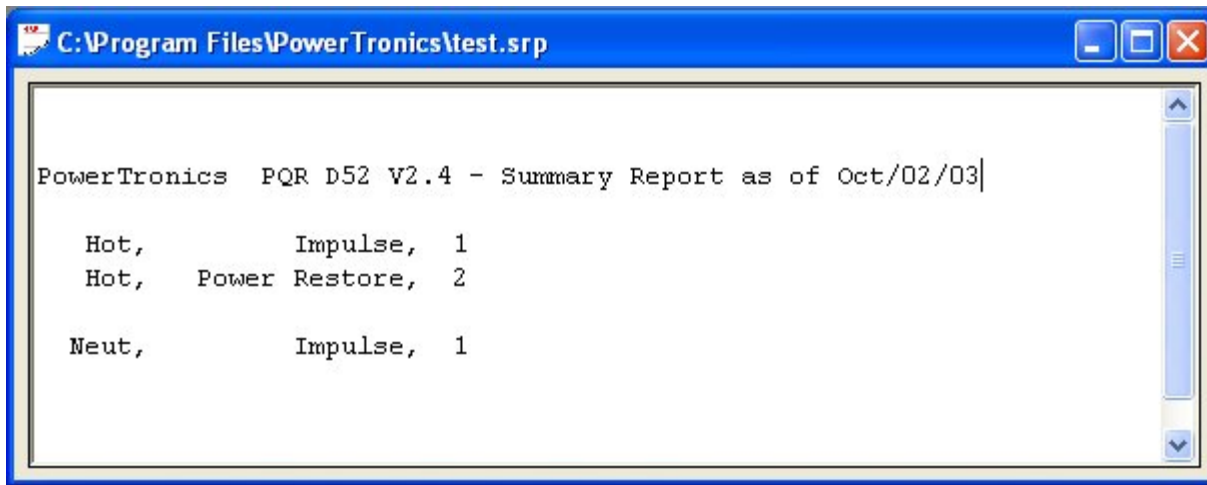 C:\Program Files\PowerTronics\test.srp
PowerTronics  PQR D52 V2.4 - Summary Report as of Oct/02/03
Hot,          Impulse,  1
Hot,   Power Restore,  2
Neut,          Impulse,  1